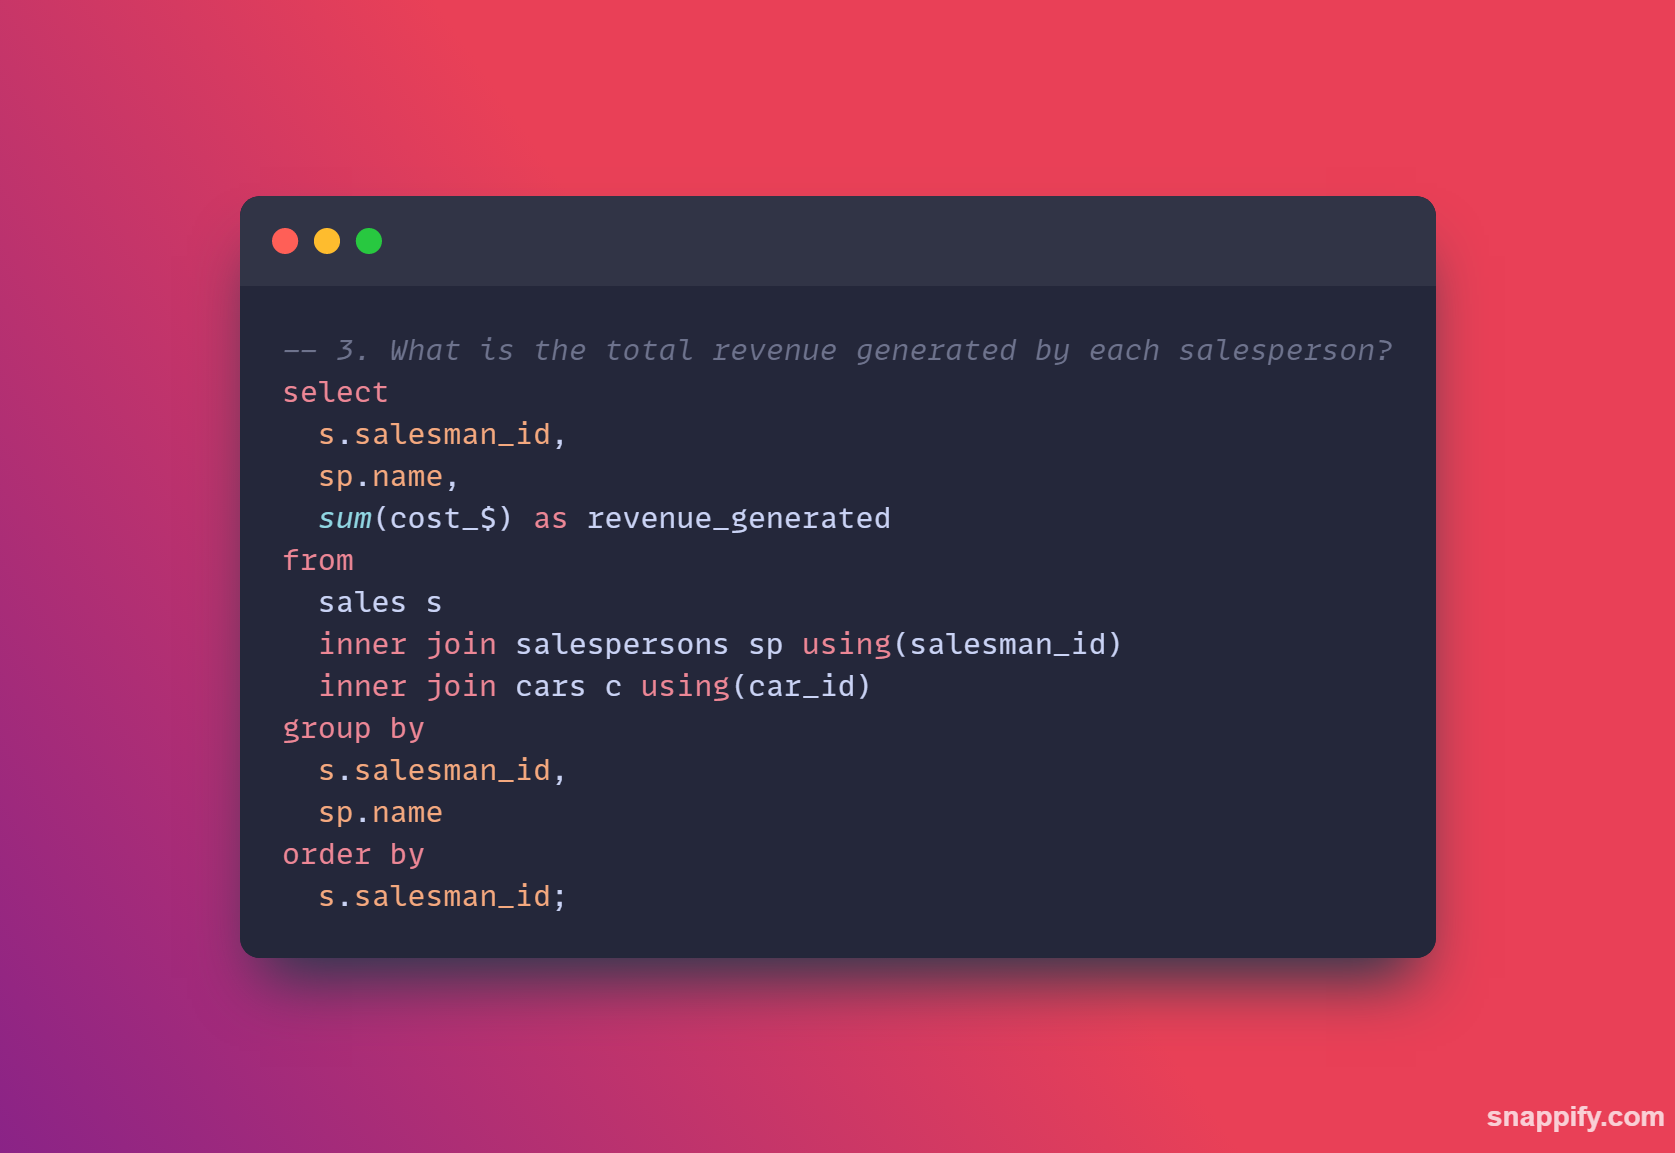 -- 3. What is the total revenue generated by each salesperson?
select
  s.salesman_id,
  sp.name,
  sum(cost_$) as revenue_generated
from
  sales s
  inner join salespersons sp using(salesman_id)
  inner join cars c using(car_id)
group by
  s.salesman_id,
  sp.name
order by
  s.salesman_id;
snappify.com